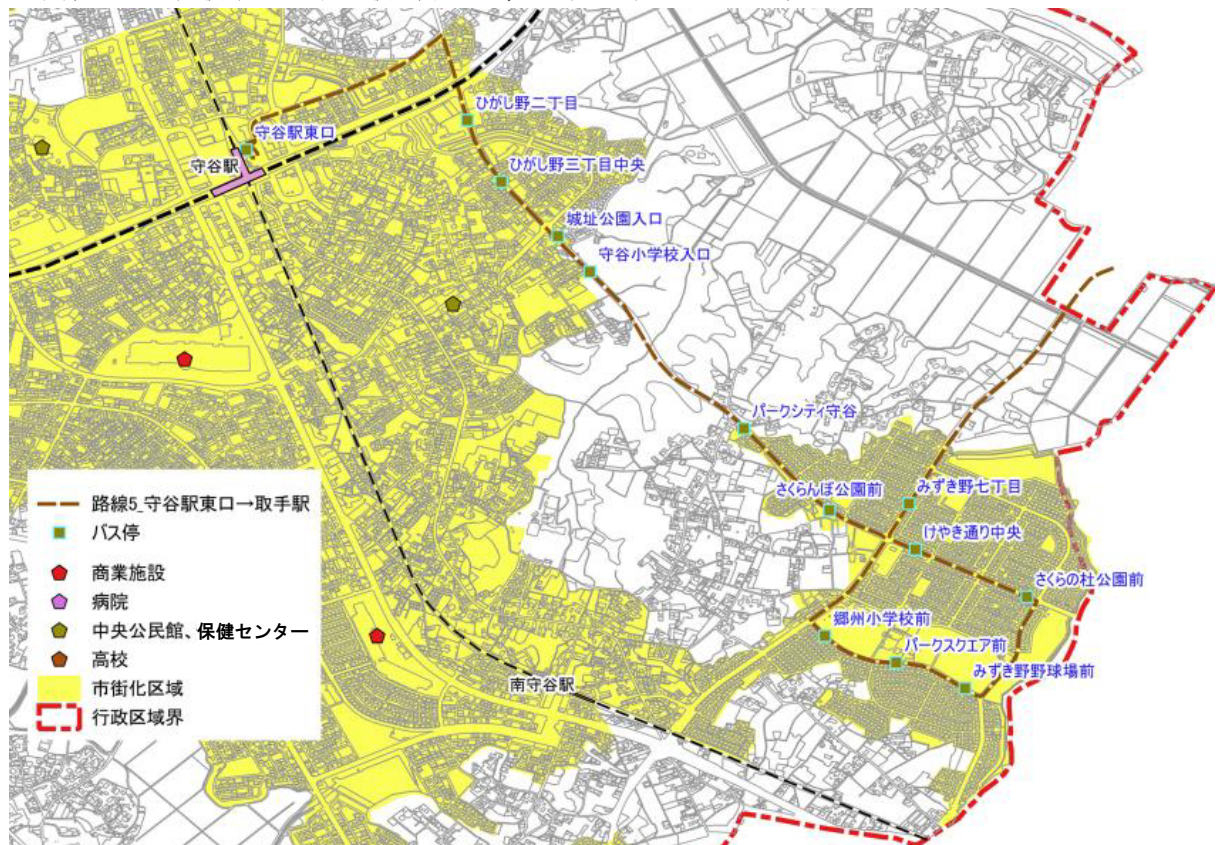 ひがし野二丁目
守谷駅東口
守谷駅
ひがし野三丁目中央
城址公園入口
守谷小学校入口
パークシティ守谷
さくらんぼ公園前
みずき野七丁目
けやき通り中央
さくらの杜公園前
郷州小学校前
パークスクエア前
みずき野野球場前
南守谷駅
路線5_守谷駅東口→取手駅
バス停
商業施設
病院
中央公民館、保健センター
高校
市街化区域
行政区域界